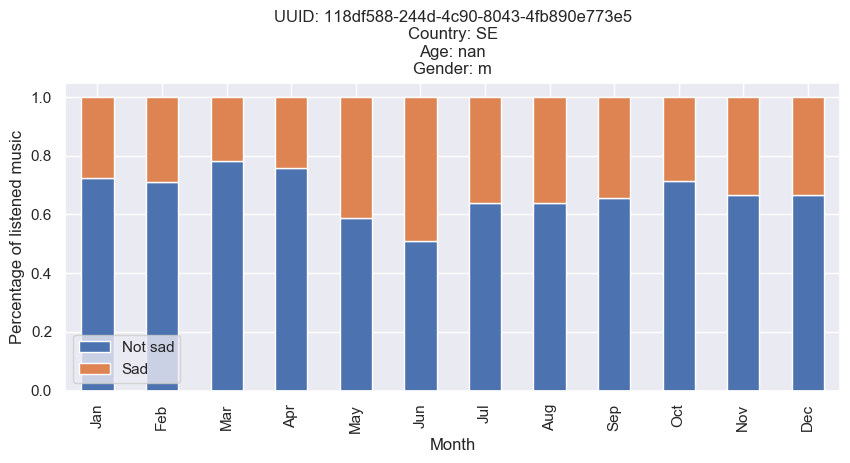 UUID: 118df588-244d-4c90-8043-4fb890e773e5
Country: SE
Age: nan
Gender: m
Percentage of listened music
1.0
0.8
0.6
0.4
0.2
0.0
Not sad
Sad
Jan
Feb
Mar
Apr
May
Jun
Jul
Aug
Sep
Oct
Nov
Dec
Month